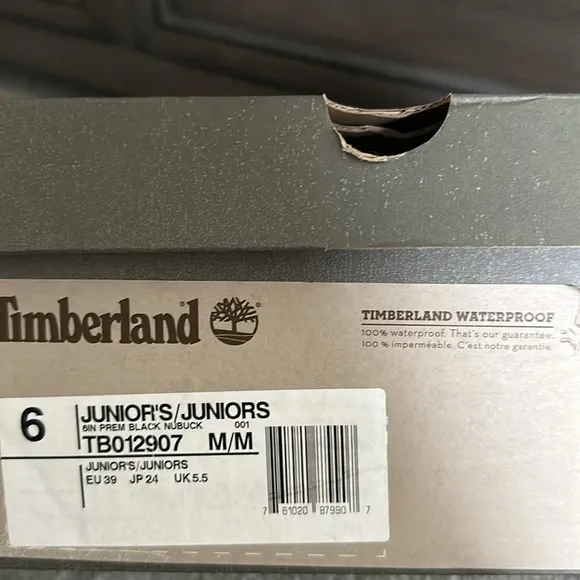 Timberland
TIMBERLAND WATERPROOF
100% waterproof. That's our guarantee.
100 % imperméable. C'est notre garantie.
6
JUNIOR'S/JUNIORS
6IN PREM BLACK NUBUCK 001
TB012907 M/M
JUNIOR'S/JUNIORS
EU 39 JP 24 UK 5.5
7 61020 87990 7